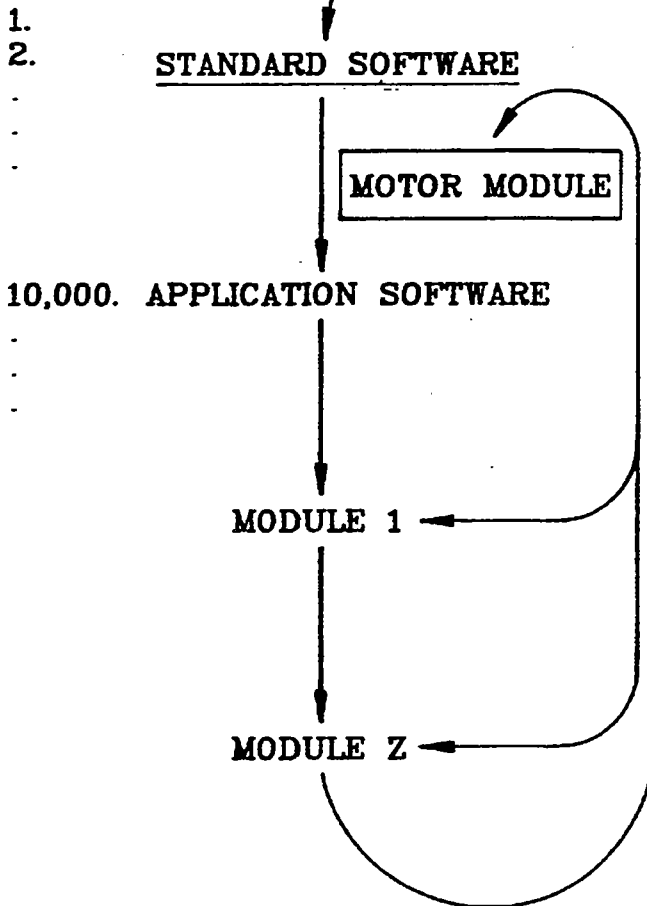 1.
2.
STANDARD SOFTWARE
-
-
-
MOTOR MODULE
10,000. APPLICATION SOFTWARE
-
-
-
MODULE 1
MODULE Z